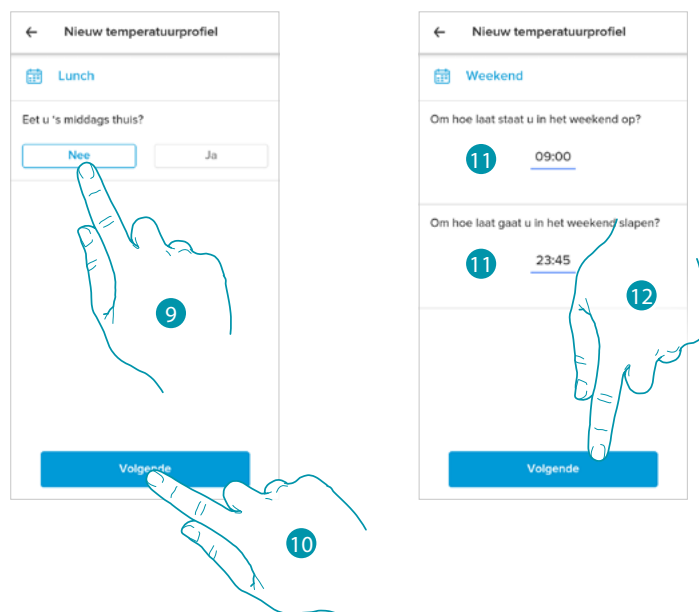 Nieuw temperatuurprofiel
Lunch
Eet u 's middags thuis?
Nee
Ja
9
Volgende
10
Nieuw temperatuurprofiel
Weekend
Om hoe laat staat u in het weekend op?
11
09:00
Om hoe laat gaat u in het weekend slapen?
11
23:45
12
Volgende